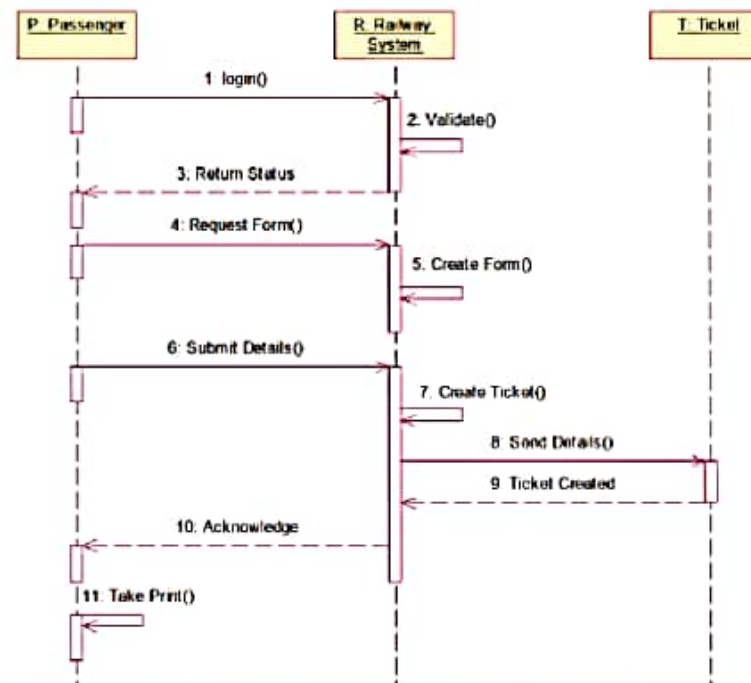 P: Passenger
R: Railway
System
T: Ticket
1: login()
2: Validate()
3: Return Status
4: Request Form()
5: Create Form()
6: Submit Details()
7: Create Ticket()
8: Send Details()
9: Ticket Created
10: Acknowledge
11: Take Print()